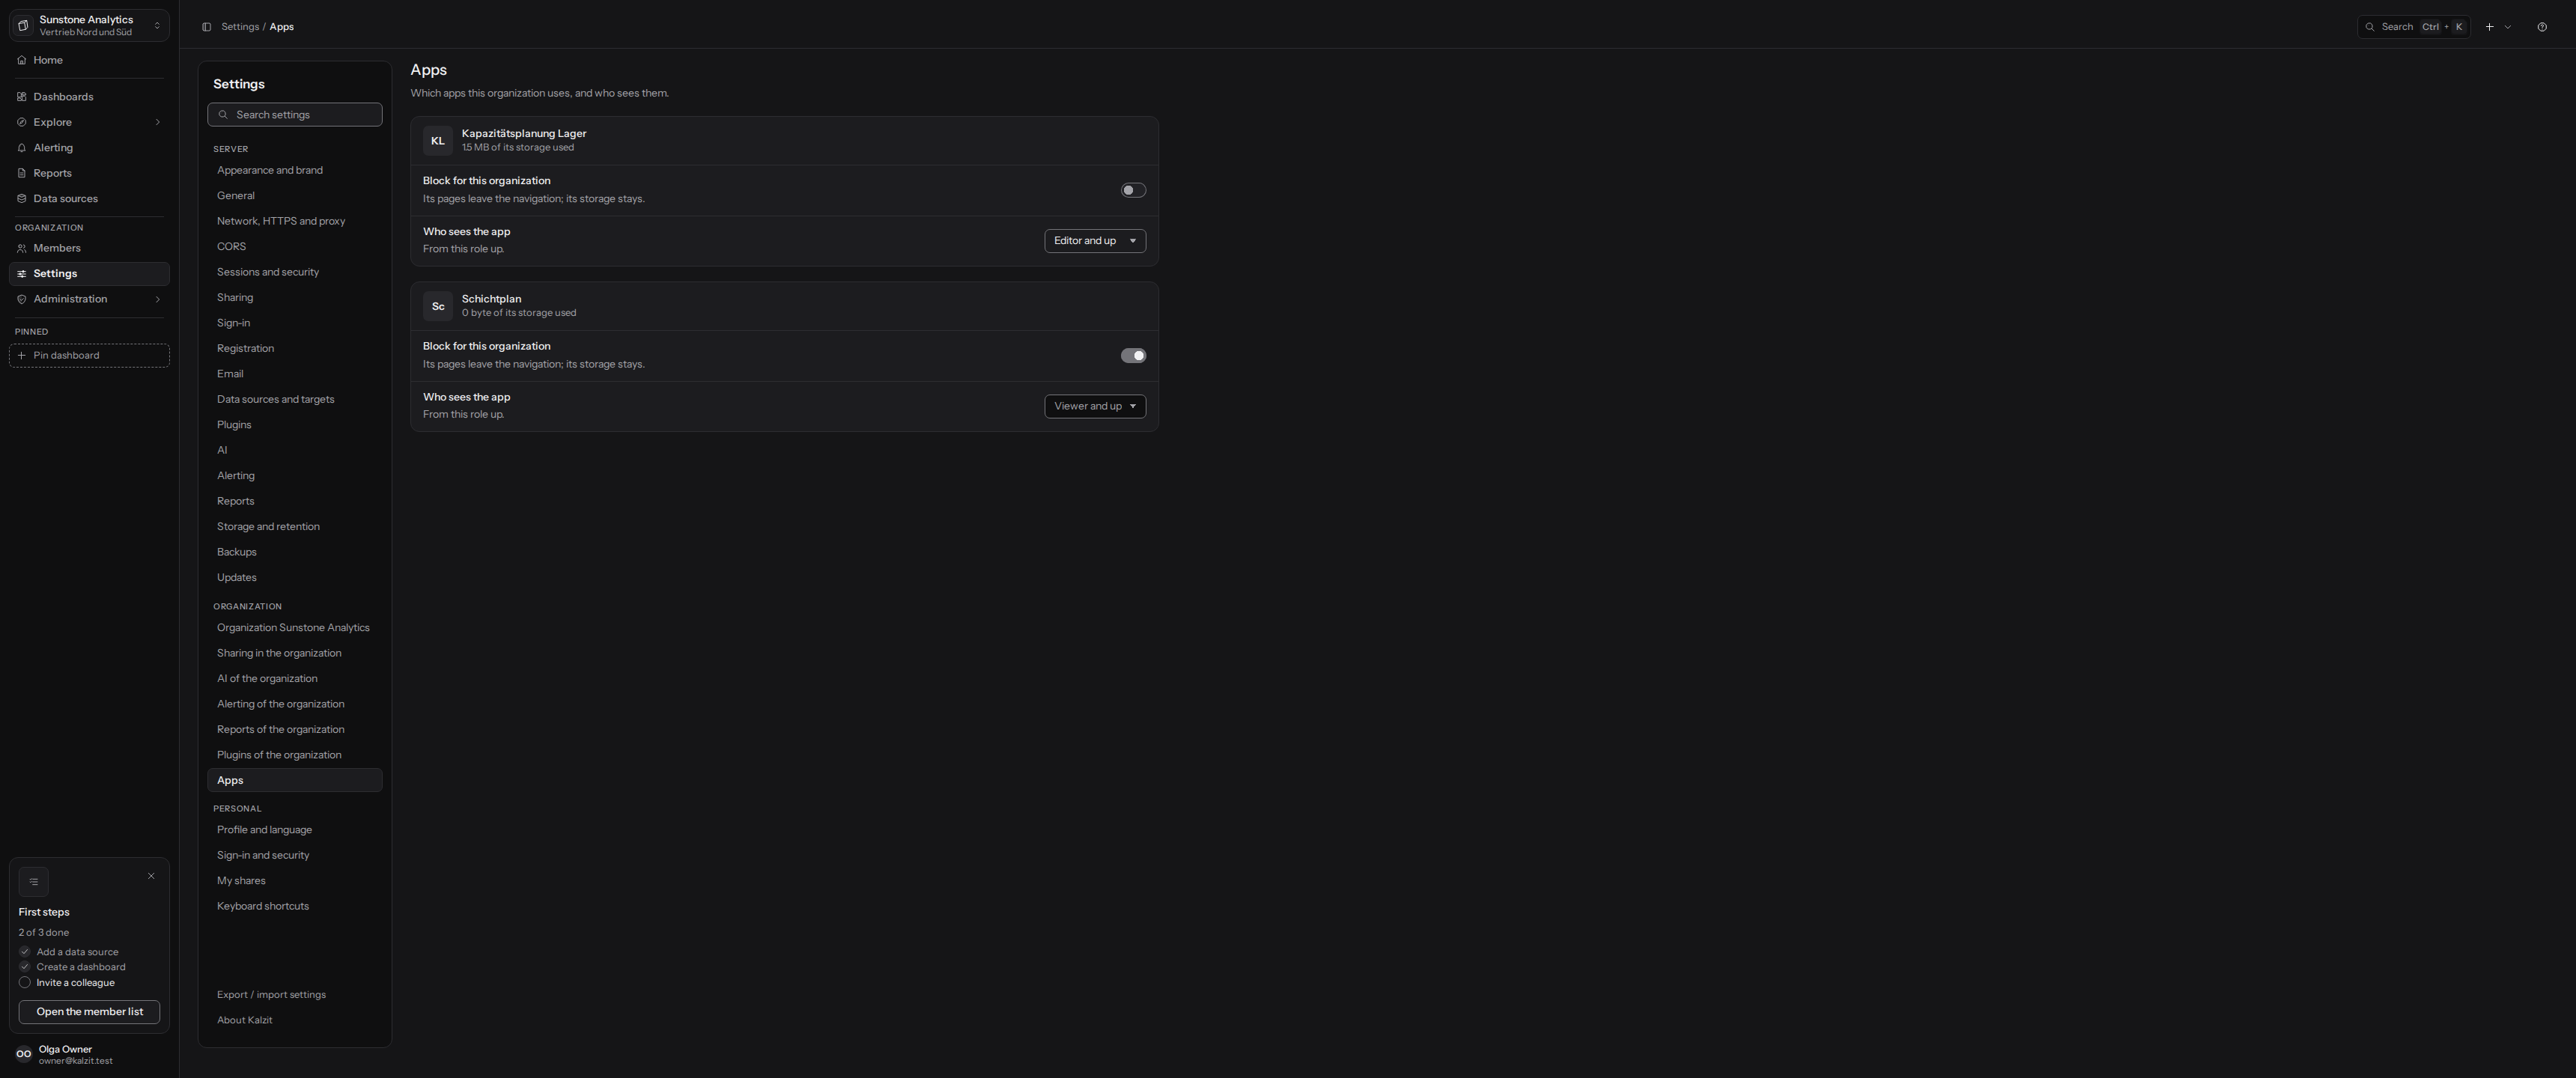 Sunstone Analytics
Vertrieb Nord und Süd
Home
Dashboards
Explore
Alerting
Reports
Data sources
ORGANIZATION
Members
Settings
Administration
PINNED
Pin dashboard
First steps
2 of 3 done
Add a data source
Create a dashboard
Invite a colleague
Open the member list
OO
Olga Owner
owner@kalzit.test
Settings / Apps
Search Ctrl + K
Settings
Search settings
SERVER
Appearance and brand
General
Network, HTTPS and proxy
CORS
Sessions and security
Sharing
Sign-in
Registration
Email
Data sources and targets
Plugins
AI
Alerting
Reports
Storage and retention
Backups
Updates
ORGANIZATION
Organization Sunstone Analytics
Sharing in the organization
AI of the organization
Alerting of the organization
Reports of the organization
Plugins of the organization
Apps
PERSONAL
Profile and language
Sign-in and security
My shares
Keyboard shortcuts
Export / import settings
About Kalzit
Apps
Which apps this organization uses, and who sees them.
KL
Kapazitätsplanung Lager
1.5 MB of its storage used
Block for this organization
Its pages leave the navigation; its storage stays.
Who sees the app
From this role up.
Editor and up
Sc
Schichtplan
0 byte of its storage used
Block for this organization
Its pages leave the navigation; its storage stays.
Who sees the app
From this role up.
Viewer and up